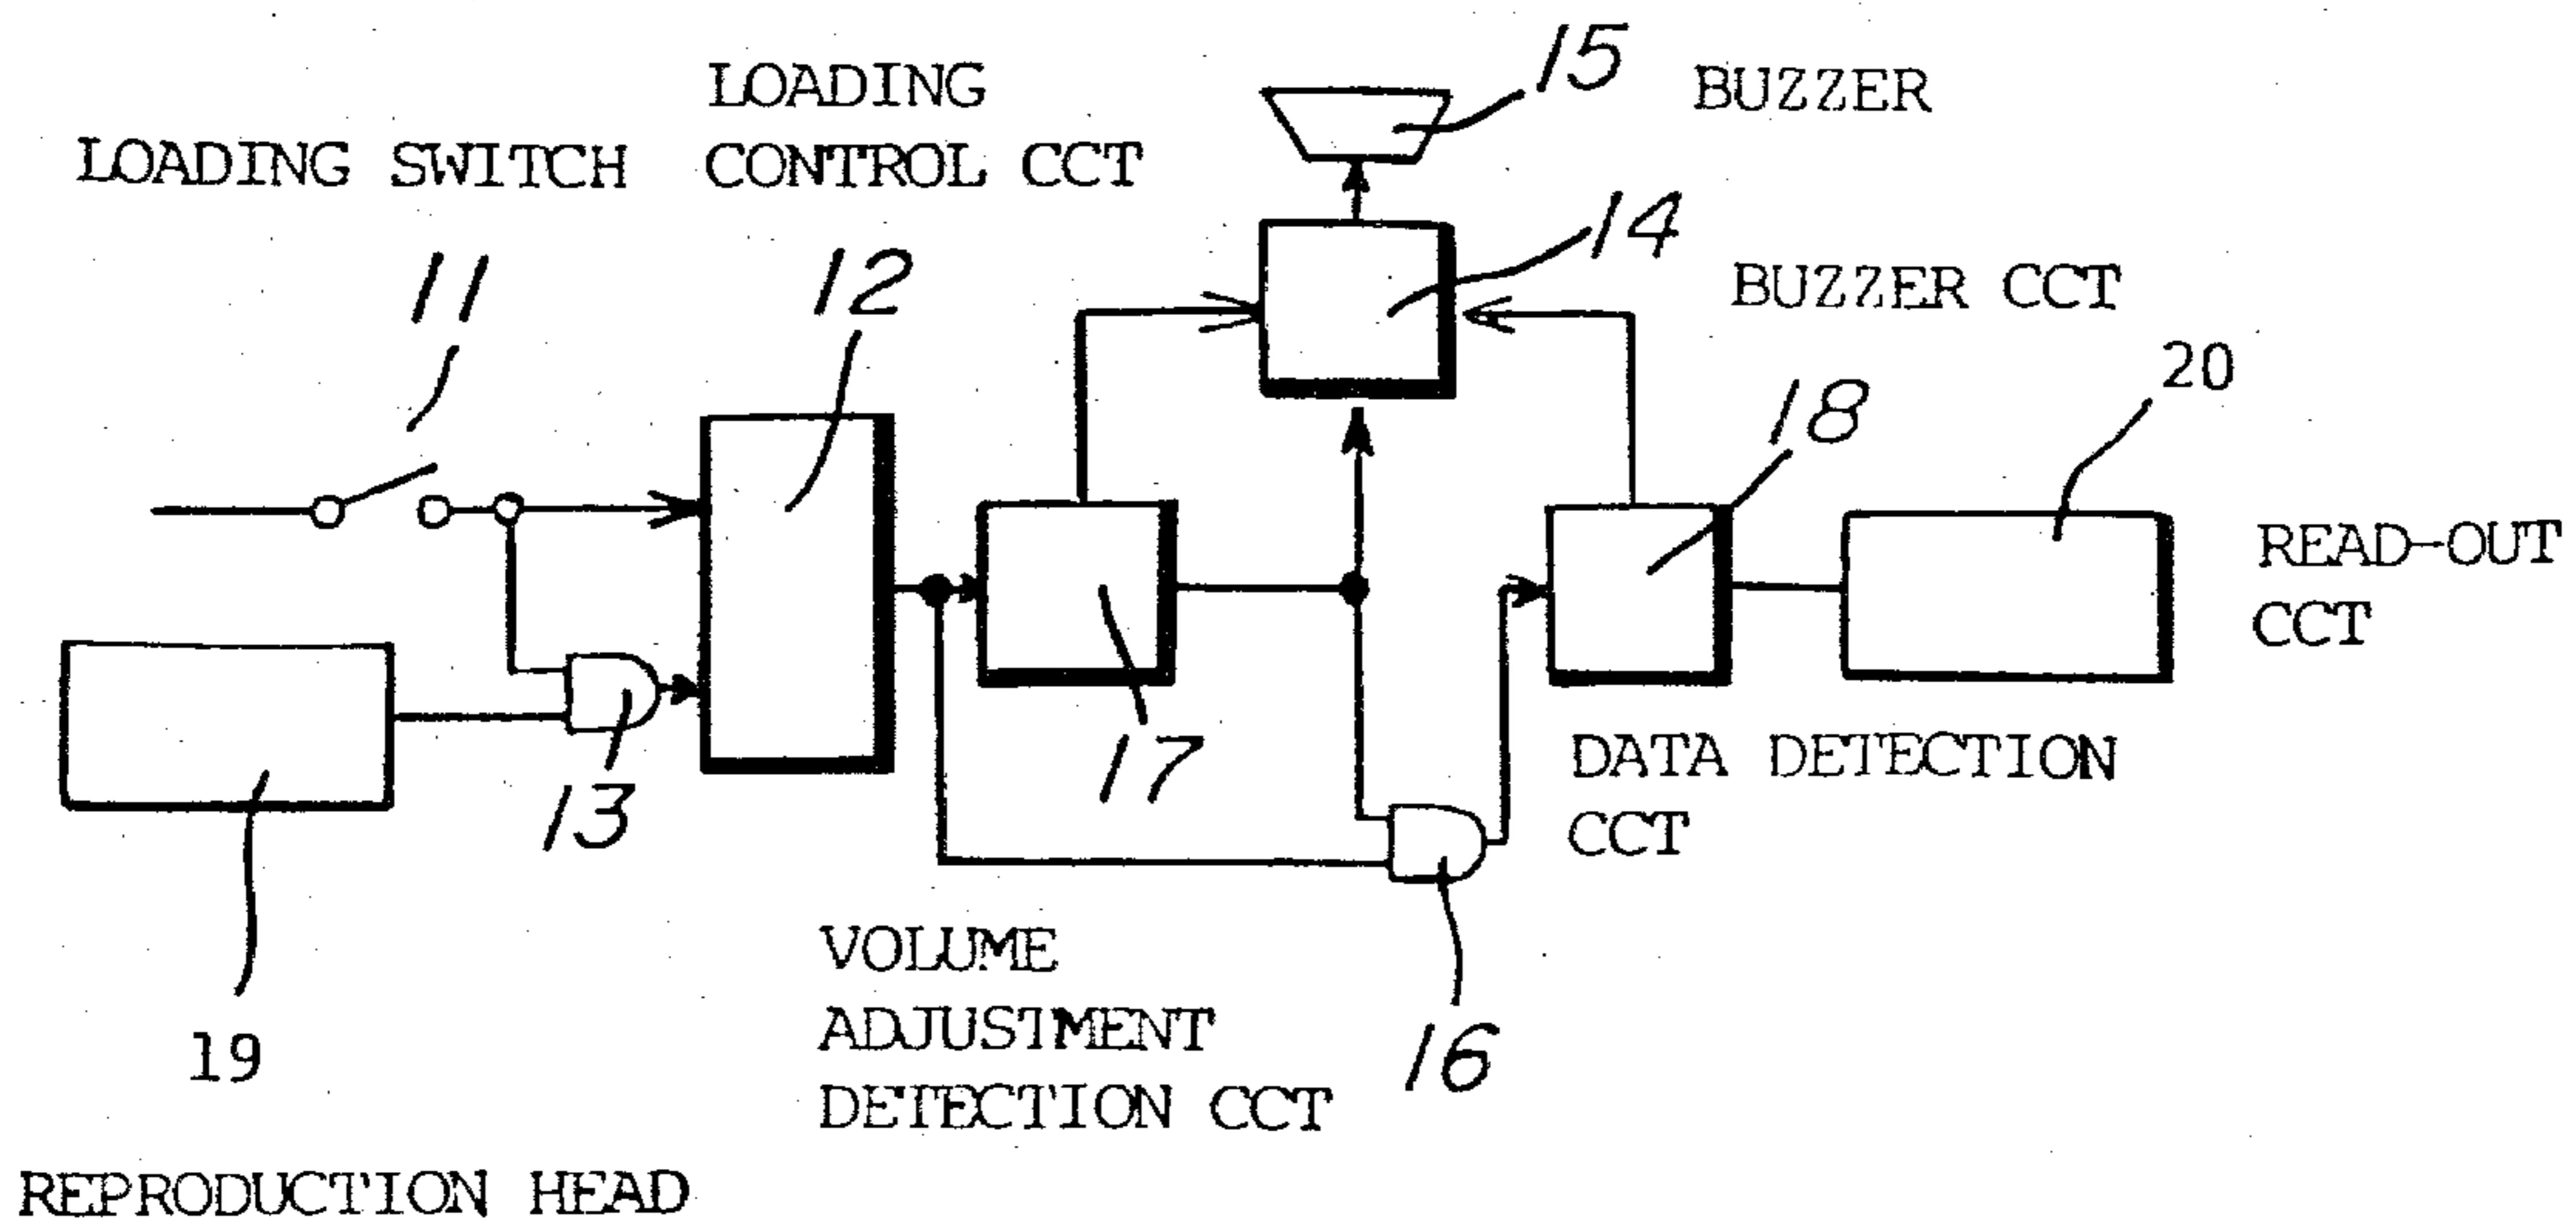 15 BUZZER
LOADING
CONTROL CCT
LOADING SWITCH
14
BUZZER CCT
11
12
20
18
READ-OUT
CCT
17
13
DATA DETECTION
CCT
VOLUME
ADJUSTMENT
DETECTION CCT
16
19
REPRODUCTION HEAD